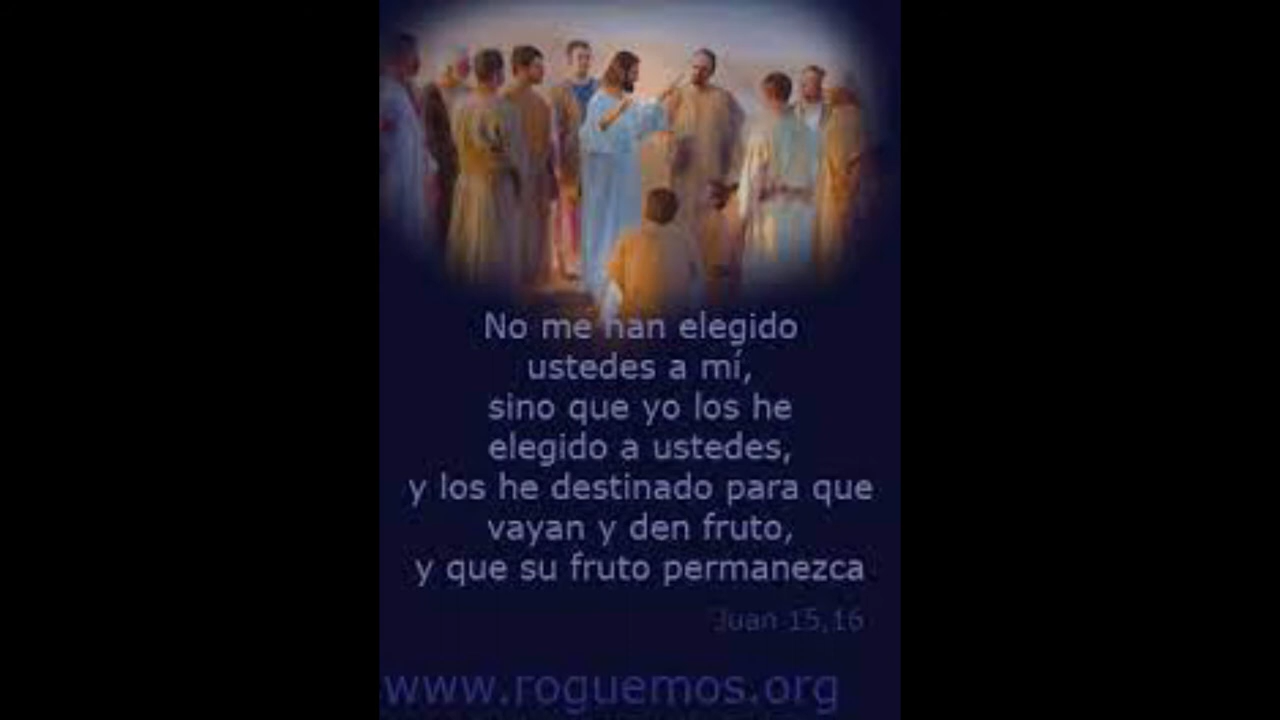 No me han elegido
ustedes a mí,
sino que yo los he
elegido a ustedes,
y los he destinado para que
vayan y den fruto,
y que su fruto permanezca
Juan 15,16
www.roguemos.org